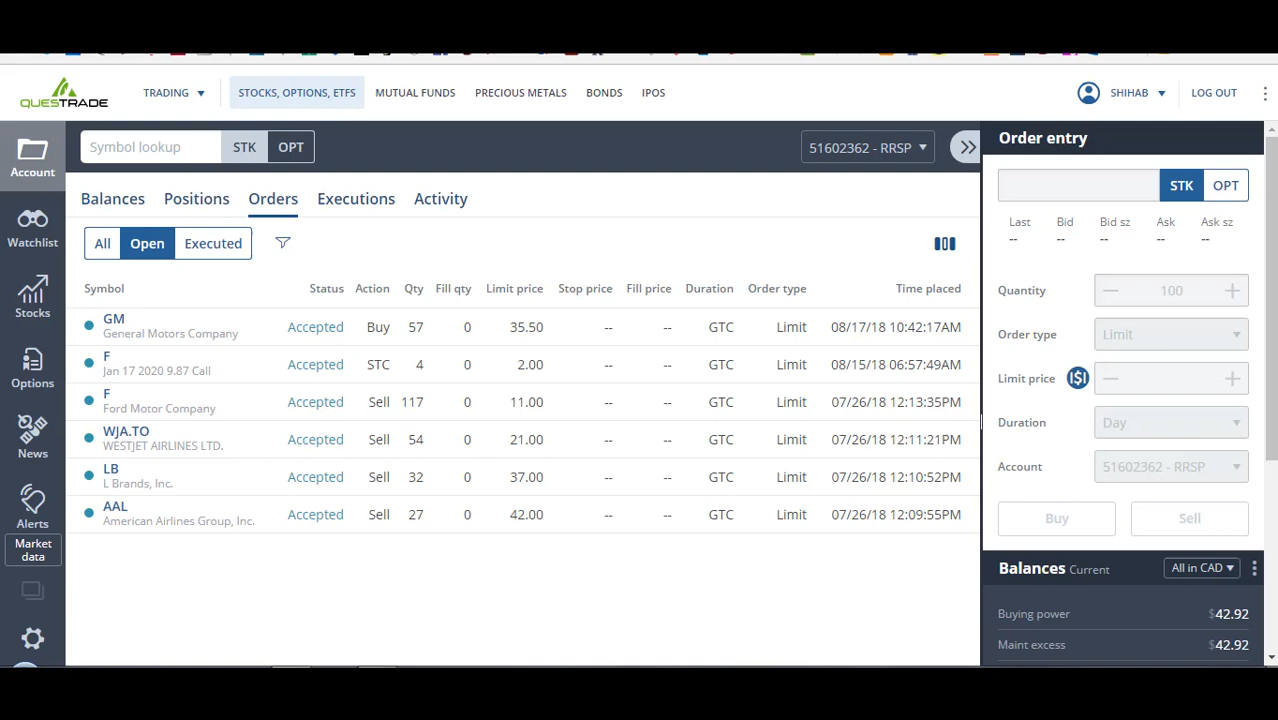 QUESTRADE TRADING STOCKS, OPTIONS, ETFS MUTUAL FUNDS PRECIOUS METALS BONDS IPOS SHIHAB LOG OUT
Account
Watchlist
Stocks
Options
News
Alerts
Market
data
Symbol lookup STK OPT 51602362 - RRSP
Balances Positions Orders Executions Activity
All Open Executed
Symbol Status Action Qty Fill qty Limit price Stop price Fill price Duration Order type Time placed
GM
General Motors Company
Accepted Buy 57 0 35.50 -- -- GTC Limit 08/17/18 10:42:17AM
F
Jan 17 2020 9.87 Call
Accepted STC 4 0 2.00 -- -- GTC Limit 08/15/18 06:57:49AM
F
Ford Motor Company
Accepted Sell 117 0 11.00 -- -- GTC Limit 07/26/18 12:13:35PM
WJA.TO
WESTJET AIRLINES LTD.
Accepted Sell 54 0 21.00 -- -- GTC Limit 07/26/18 12:11:21PM
LB
L Brands, Inc.
Accepted Sell 32 0 37.00 -- -- GTC Limit 07/26/18 12:10:52PM
AAL
American Airlines Group, Inc.
Accepted Sell 27 0 42.00 -- -- GTC Limit 07/26/18 12:09:55PM
Order entry
STK OPT
Last Bid Bid sz Ask Ask sz
-- -- -- -- --
Quantity 100
Order type Limit
Limit price
Duration Day
Account 51602362 - RRSP
Buy Sell
Balances Current All in CAD
Buying power $42.92
Maint excess $42.92